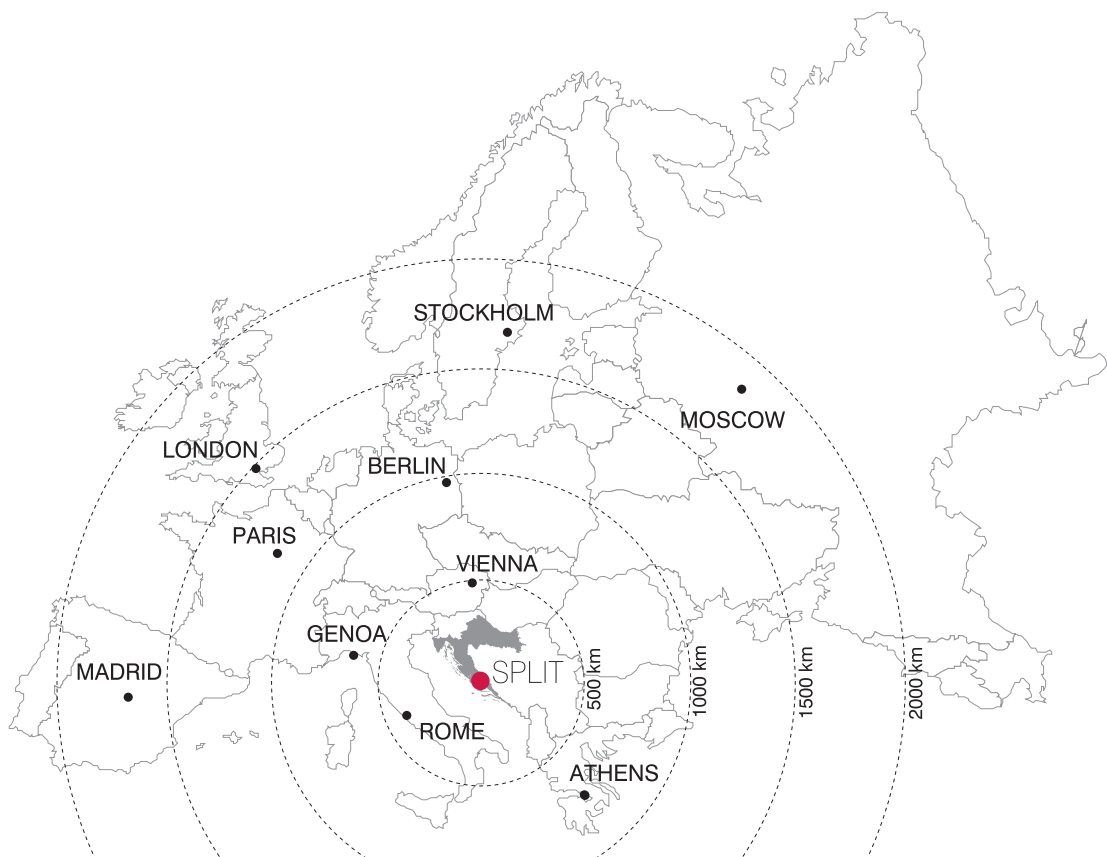 STOCKHOLM
MOSCOW
LONDON
BERLIN
PARIS
VIENNA
GENOA
MADRID
SPLIT
500 km
1000 km
1500 km
2000 km
ROME
ATHENS